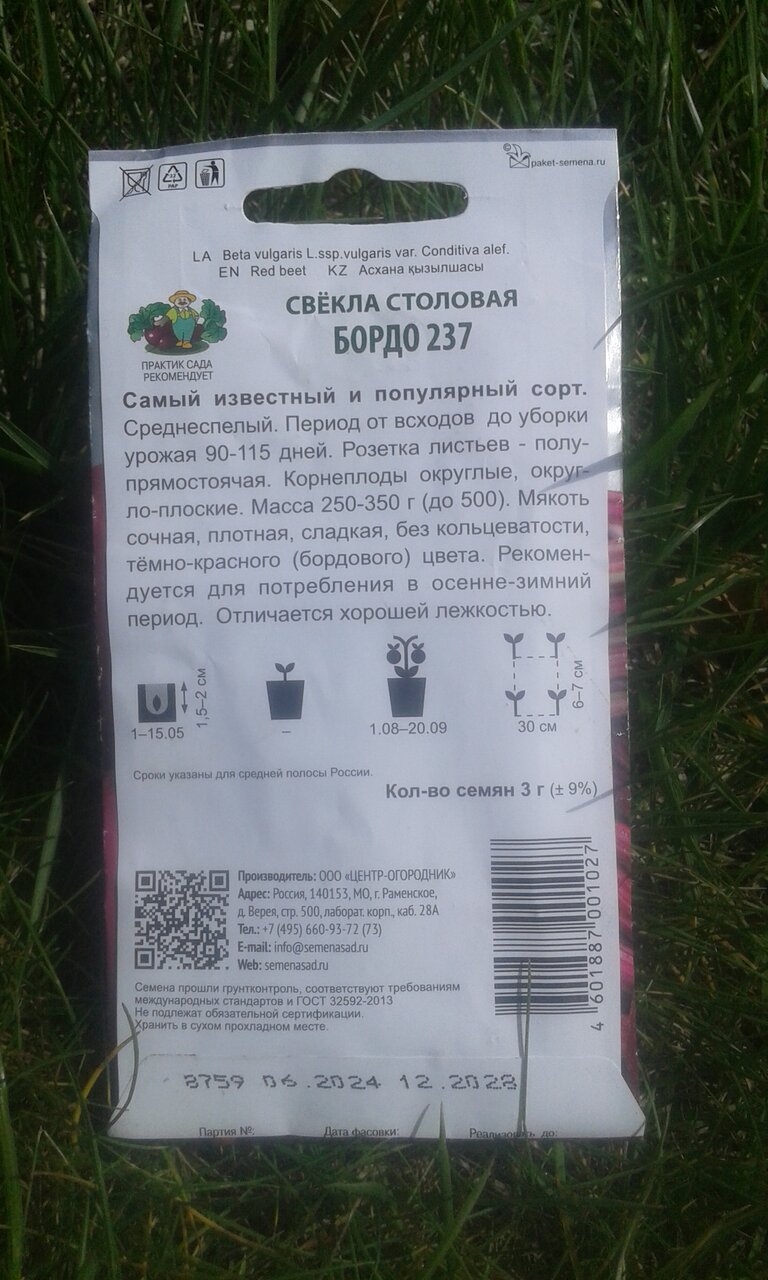 paket-semena.ru
PAP
LA Beta vulgaris L.ssp.vulgaris var. Conditiva alef.
EN Red beet KZ Асхана қызылшасы
СВЁКЛА СТОЛОВАЯ
БОРДО 237
ПРАКТИК САДА
РЕКОМЕНДУЕТ
Самый известный и популярный сорт.
Среднеспелый. Период от всходов до уборки
урожая 90-115 дней. Розетка листьев - полу-
прямостоячая. Корнеплоды округлые, округ-
ло-плоские. Масса 250-350 г (до 500). Мякоть
сочная, плотная, сладкая, без кольцеватости,
тёмно-красного (бордового) цвета. Рекомен-
дуется для потребления в осенне-зимний
период. Отличается хорошей лежкостью.
1,5–2 см
1–15.05
–
1.08–20.09
6–7 см
30 см
Сроки указаны для средней полосы России.
Кол-во семян 3 г (± 9%)
Производитель: ООО «ЦЕНТР-ОГОРОДНИК»
Адрес: Россия, 140153, МО, г. Раменское,
д. Верея, стр. 500, лаборат. корп., каб. 28А
Тел.: +7 (495) 660-93-72 (73)
E-mail: info@semenasad.ru
Web: semenasad.ru
4 601887 001027
Семена прошли грунтконтроль, соответствуют требованиям
международных стандартов и ГОСТ 32592-2013
Не подлежат обязательной сертификации.
Хранить в сухом прохладном месте.
8759 06.2024 12.2028
Партия №: Дата фасовки: Реализовать до: